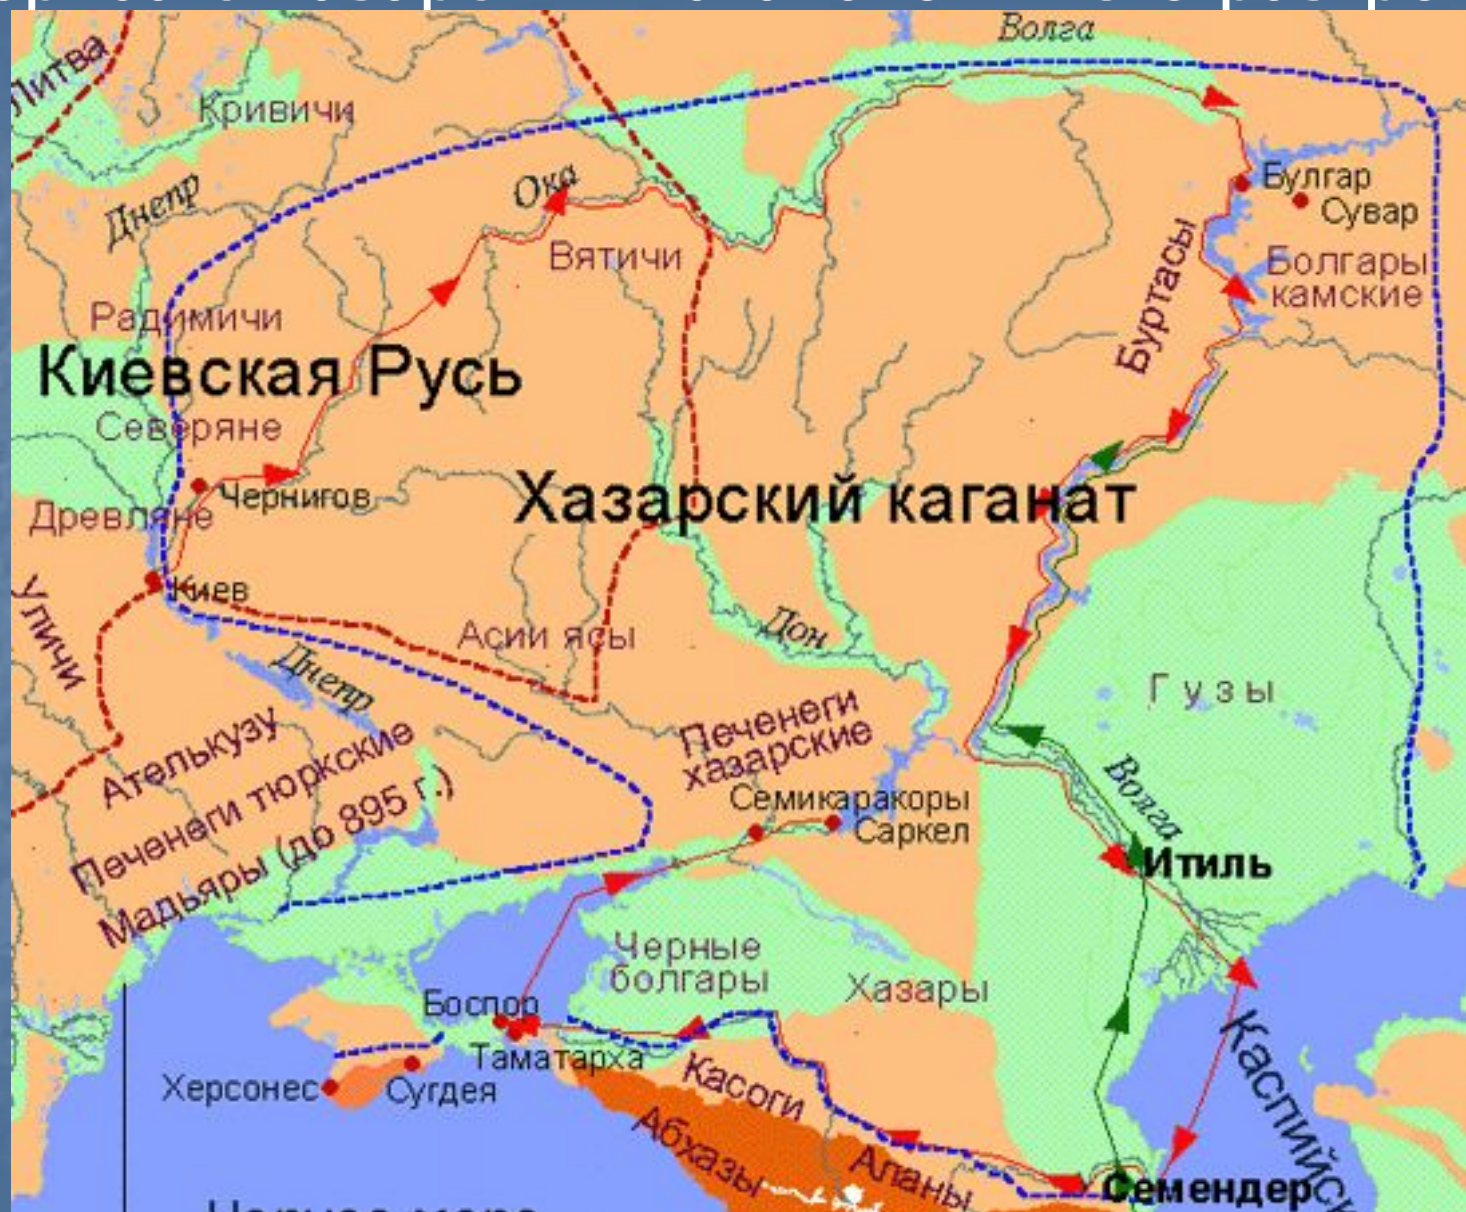 Волга
Литва
Кривичи
Днепр
Ока
Булгар
Сувар
Вятичи
Буртасы
Болгары
камские
Радимичи
Киевская Русь
Северяне
Чернигов
Хазарский каганат
Древляне
Киев
Уличи
Асии ясы
Дон
Днепр
Гузы
Ателькузу
Печенеги тюркские
Мадьяры (до 895 г.)
Печенеги
хазарские
Волга
Семикаракоры
Саркел
Итиль
Черные
болгары
Хазары
Боспор
Таматарха
Херсонес
Сугдея
Касоги
Абхазы
Аланы
Каспийск
Семендер